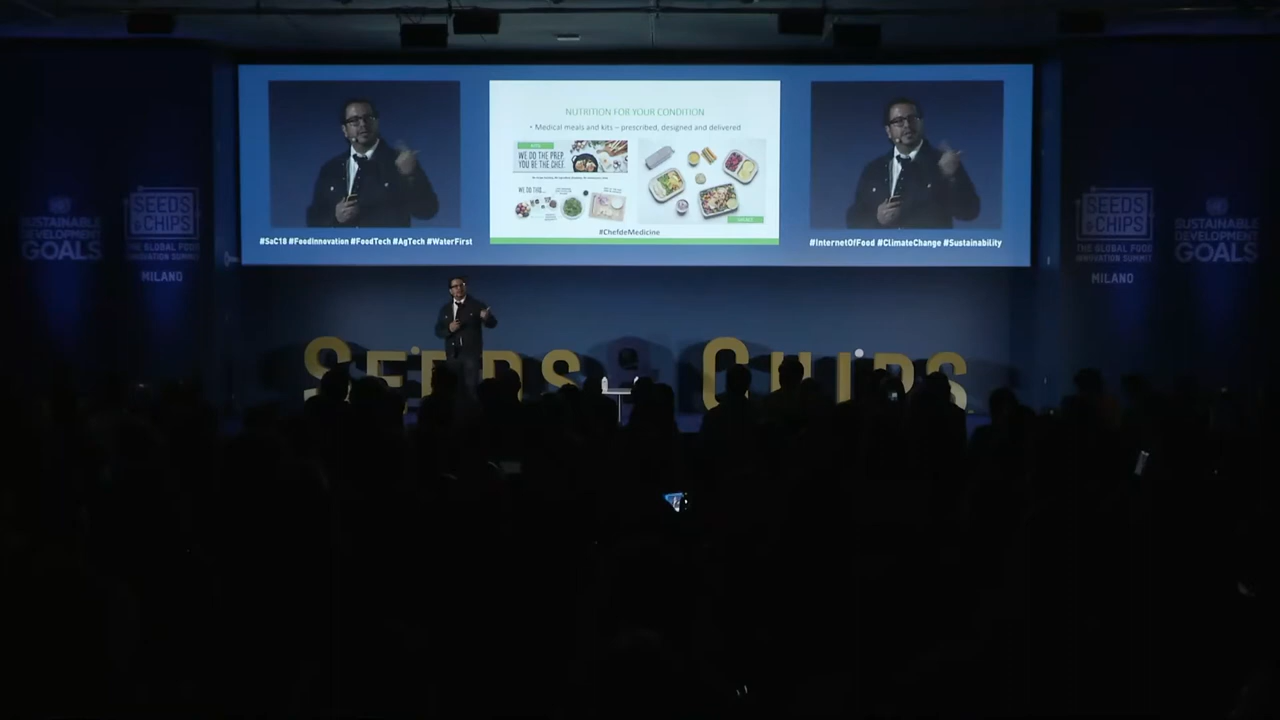 NUTRITION FOR YOUR CONDITION
• Medical meals and kits – prescribed, designed and delivered
WE DO THE PREP
YOU BE THE CHEF
WE DO THIS...
#ChefdeMedicine
#SaC18 #FoodInnovation #FoodTech #AgTech #WaterFirst
#InternetOfFood #ClimateChange #Sustainability
SUSTAINABLE
DEVELOPMENT
GOALS
SEEDS
&CHIPS
THE GLOBAL FOOD
INNOVATION SUMMIT
MILANO
SEEDS
&CHIPS
THE GLOBAL FOOD
INNOVATION SUMMIT
MILANO
SUSTAINABLE
DEVELOPMENT
GOALS
SEEDS & CHIPS